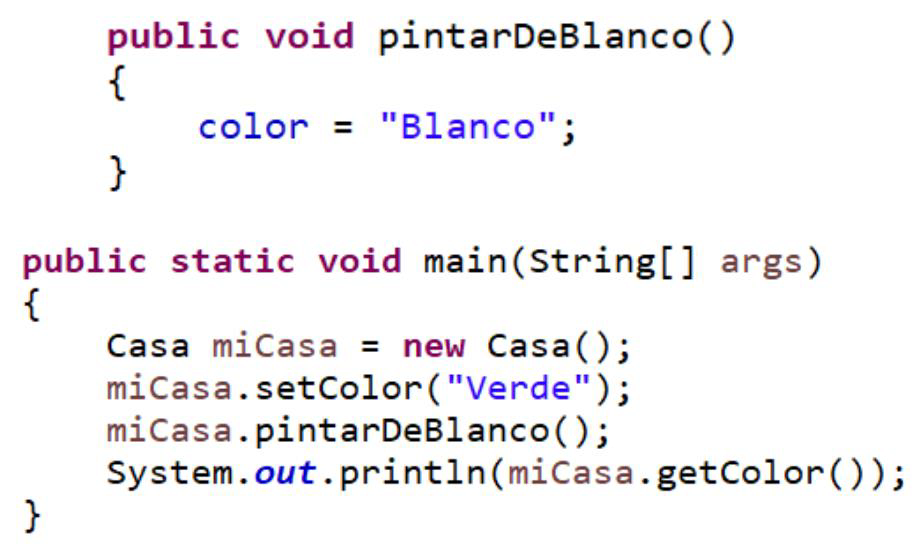 public void pintarDeBlanco()
{
color = "Blanco";
}
public static void main(String[] args)
{
Casa miCasa = new Casa();
miCasa.setColor("Verde");
miCasa.pintarDeBlanco();
System.out.println(miCasa.getColor());
}